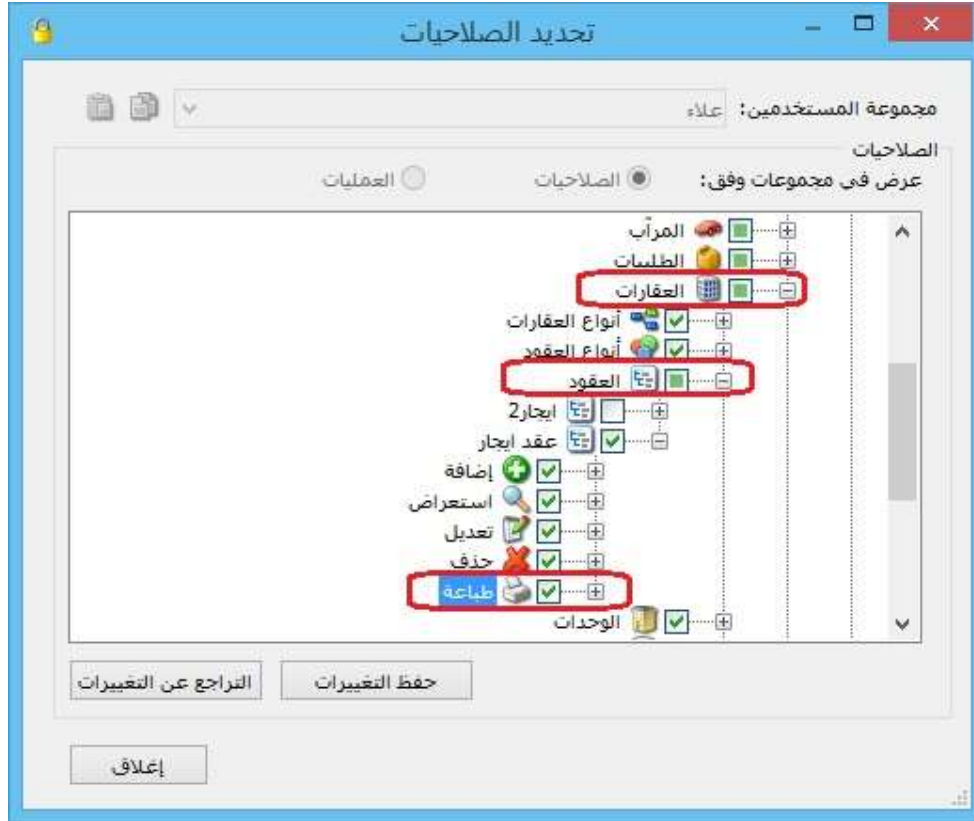 تحديد الصلاحيات
مجموعة المستخدمين: علاء
الصلاحيات
عرض في مجموعات وفق: الصلاحيات العمليات
المرآب
الطلبيات
العقارات
أنواع العقارات
أنواع العقود
العقود
ايجار2
عقد ايجار
إضافة
استعراض
تعديل
حذف
طباعة
الوحدات
حفظ التغييرات التراجع عن التغييرات
إغلاق